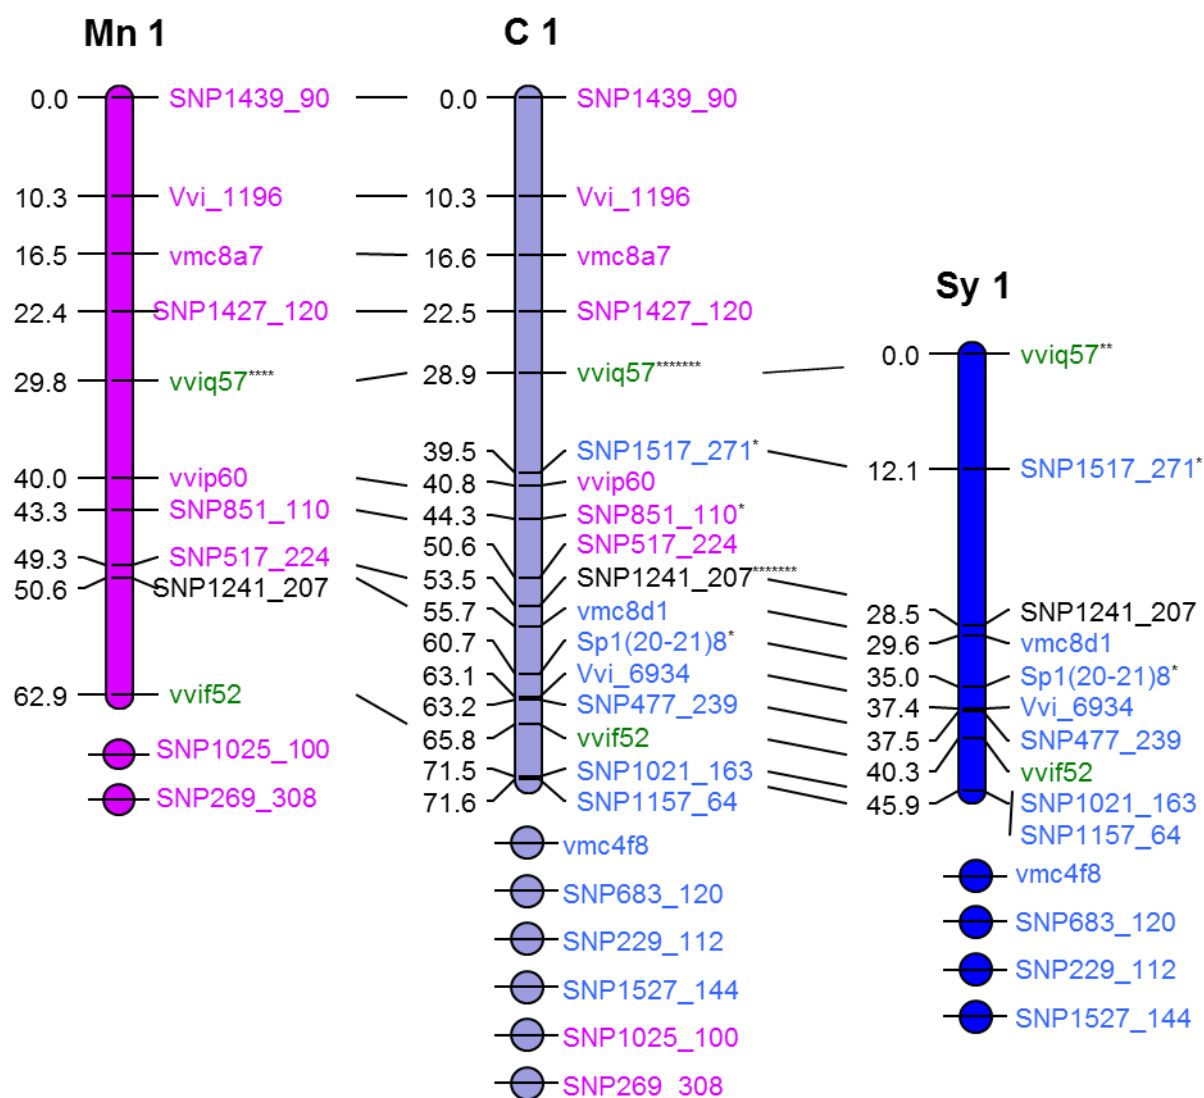 Mn 1
0.0 SNP1439_90
10.3 Vvi_1196
16.5 vmc8a7
22.4 SNP1427_120
29.8 vviq57****
40.0 vvip60
43.3 SNP851_110
49.3 SNP517_224
50.6 SNP1241_207
62.9 vvif52
SNP1025_100
SNP269_308
C 1
0.0 SNP1439_90
10.3 Vvi_1196
16.6 vmc8a7
22.5 SNP1427_120
28.9 vviq57*******
39.5 SNP1517_271*
40.8 vvip60
44.3 SNP851_110*
50.6 SNP517_224
53.5 SNP1241_207*******
55.7 vmc8d1
60.7 Sp1(20-21)8*
63.1 Vvi_6934
63.2 SNP477_239
65.8 vvif52
71.5 SNP1021_163
71.6 SNP1157_64
vmc4f8
SNP683_120
SNP229_112
SNP1527_144
SNP1025_100
SNP269_308
Sy 1
0.0 vviq57**
12.1 SNP1517_271*
28.5 SNP1241_207
29.6 vmc8d1
35.0 Sp1(20-21)8*
37.4 Vvi_6934
37.5 SNP477_239
40.3 vvif52
45.9 SNP1021_163
SNP1157_64
vmc4f8
SNP683_120
SNP229_112
SNP1527_144